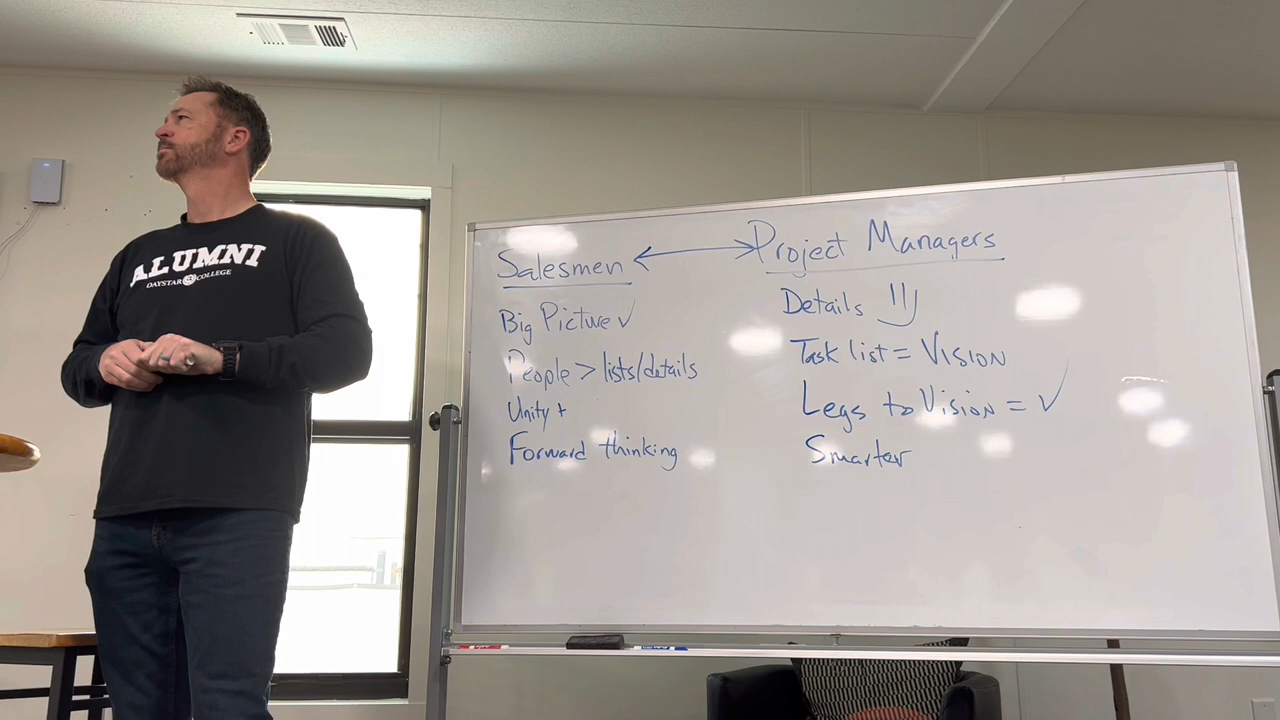 ALUMNI
DAYSTAR COLLEGE
Salesmen ↔ Project Managers
Big Picture ✓
People > lists/details
Unity +
Forward thinking
Details !!
Task list = VISION
Legs to Vision = ✓
Smarter